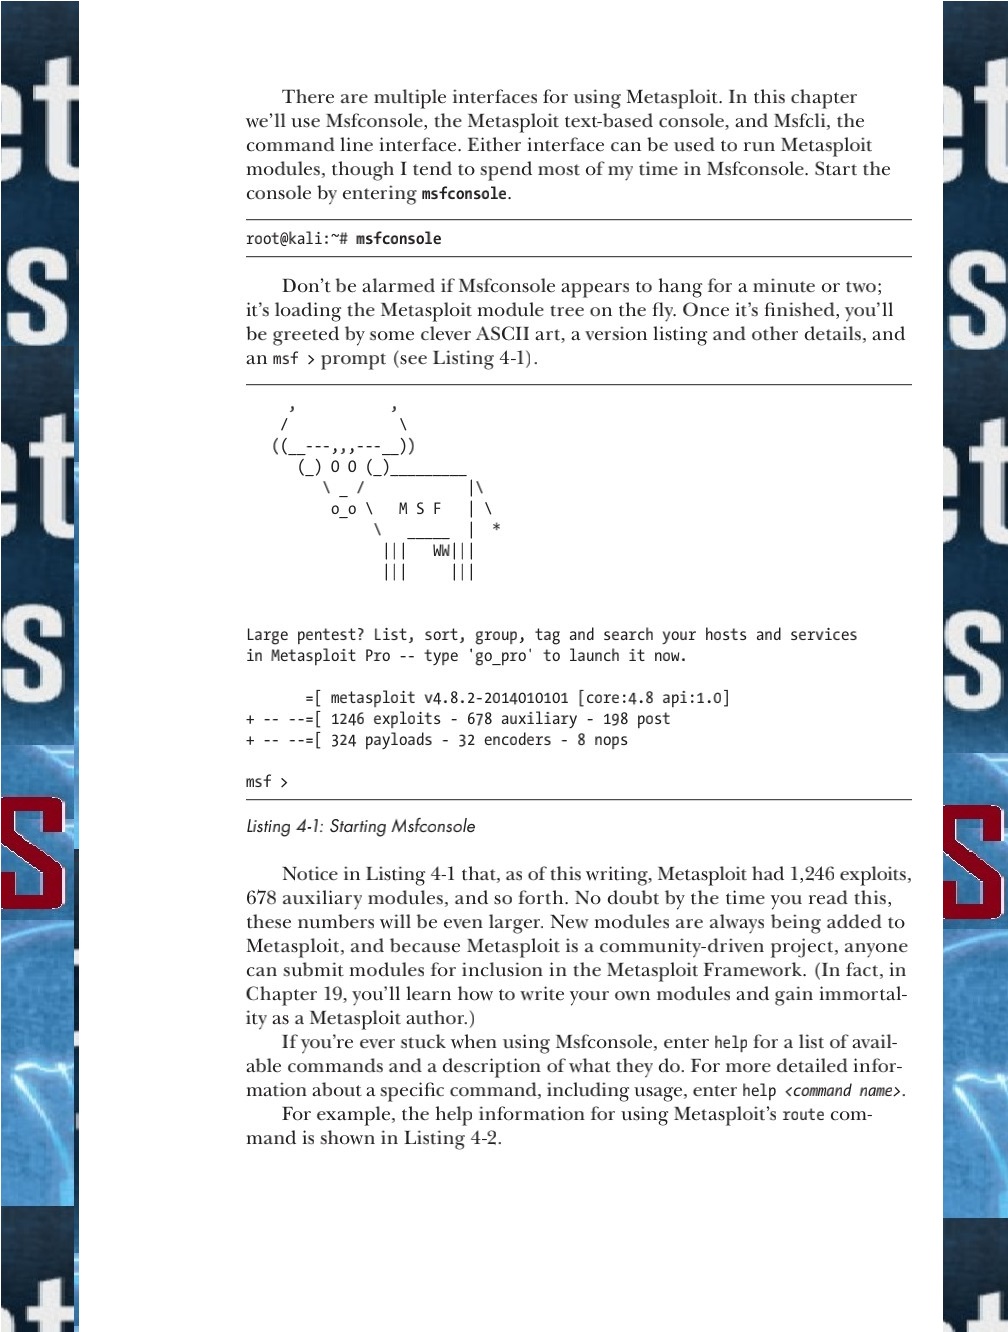 There are multiple interfaces for using Metasploit. In this chapter
we'll use Msfconsole, the Metasploit text-based console, and Msfcli, the
command line interface. Either interface can be used to run Metasploit
modules, though I tend to spend most of my time in Msfconsole. Start the
console by entering msfconsole.
root@kali:~# msfconsole
Don't be alarmed if Msfconsole appears to hang for a minute or two;
it's loading the Metasploit module tree on the fly. Once it's finished, you'll
be greeted by some clever ASCII art, a version listing and other details, and
an msf > prompt (see Listing 4-1).
   ,           ,
  /             \
 ((__---,,,---__))
    (_) O O (_)_________
       \ _ /            |\
        o_o \   M S F   | \
             \   _____  |  *
              |||   WW|||
              |||     |||
Large pentest? List, sort, group, tag and search your hosts and services
in Metasploit Pro -- type 'go_pro' to launch it now.
=[ metasploit v4.8.2-2014010101 [core:4.8 api:1.0]
+ -- --=[ 1246 exploits - 678 auxiliary - 198 post
+ -- --=[ 324 payloads - 32 encoders - 8 nops
msf >
Listing 4-1: Starting Msfconsole
Notice in Listing 4-1 that, as of this writing, Metasploit had 1,246 exploits,
678 auxiliary modules, and so forth. No doubt by the time you read this,
these numbers will be even larger. New modules are always being added to
Metasploit, and because Metasploit is a community-driven project, anyone
can submit modules for inclusion in the Metasploit Framework. (In fact, in
Chapter 19, you'll learn how to write your own modules and gain immortal-
ity as a Metasploit author.)
If you're ever stuck when using Msfconsole, enter help for a list of avail-
able commands and a description of what they do. For more detailed infor-
mation about a specific command, including usage, enter help <command name>.
For example, the help information for using Metasploit's route com-
mand is shown in Listing 4-2.